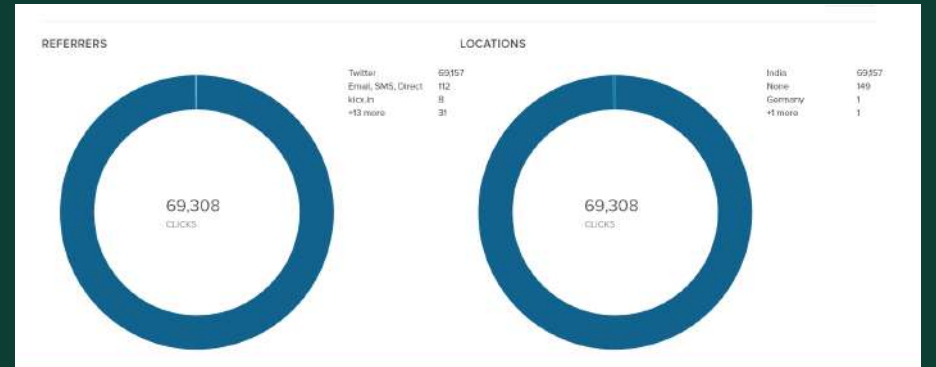 REFERRERS
Twitter 69,157
Email, SMS, Direct 112
kicx.in 8
+13 more 31
69,308
CLICKS
LOCATIONS
India 69,157
None 149
Germany 1
+1 more 1
69,308
CLICKS